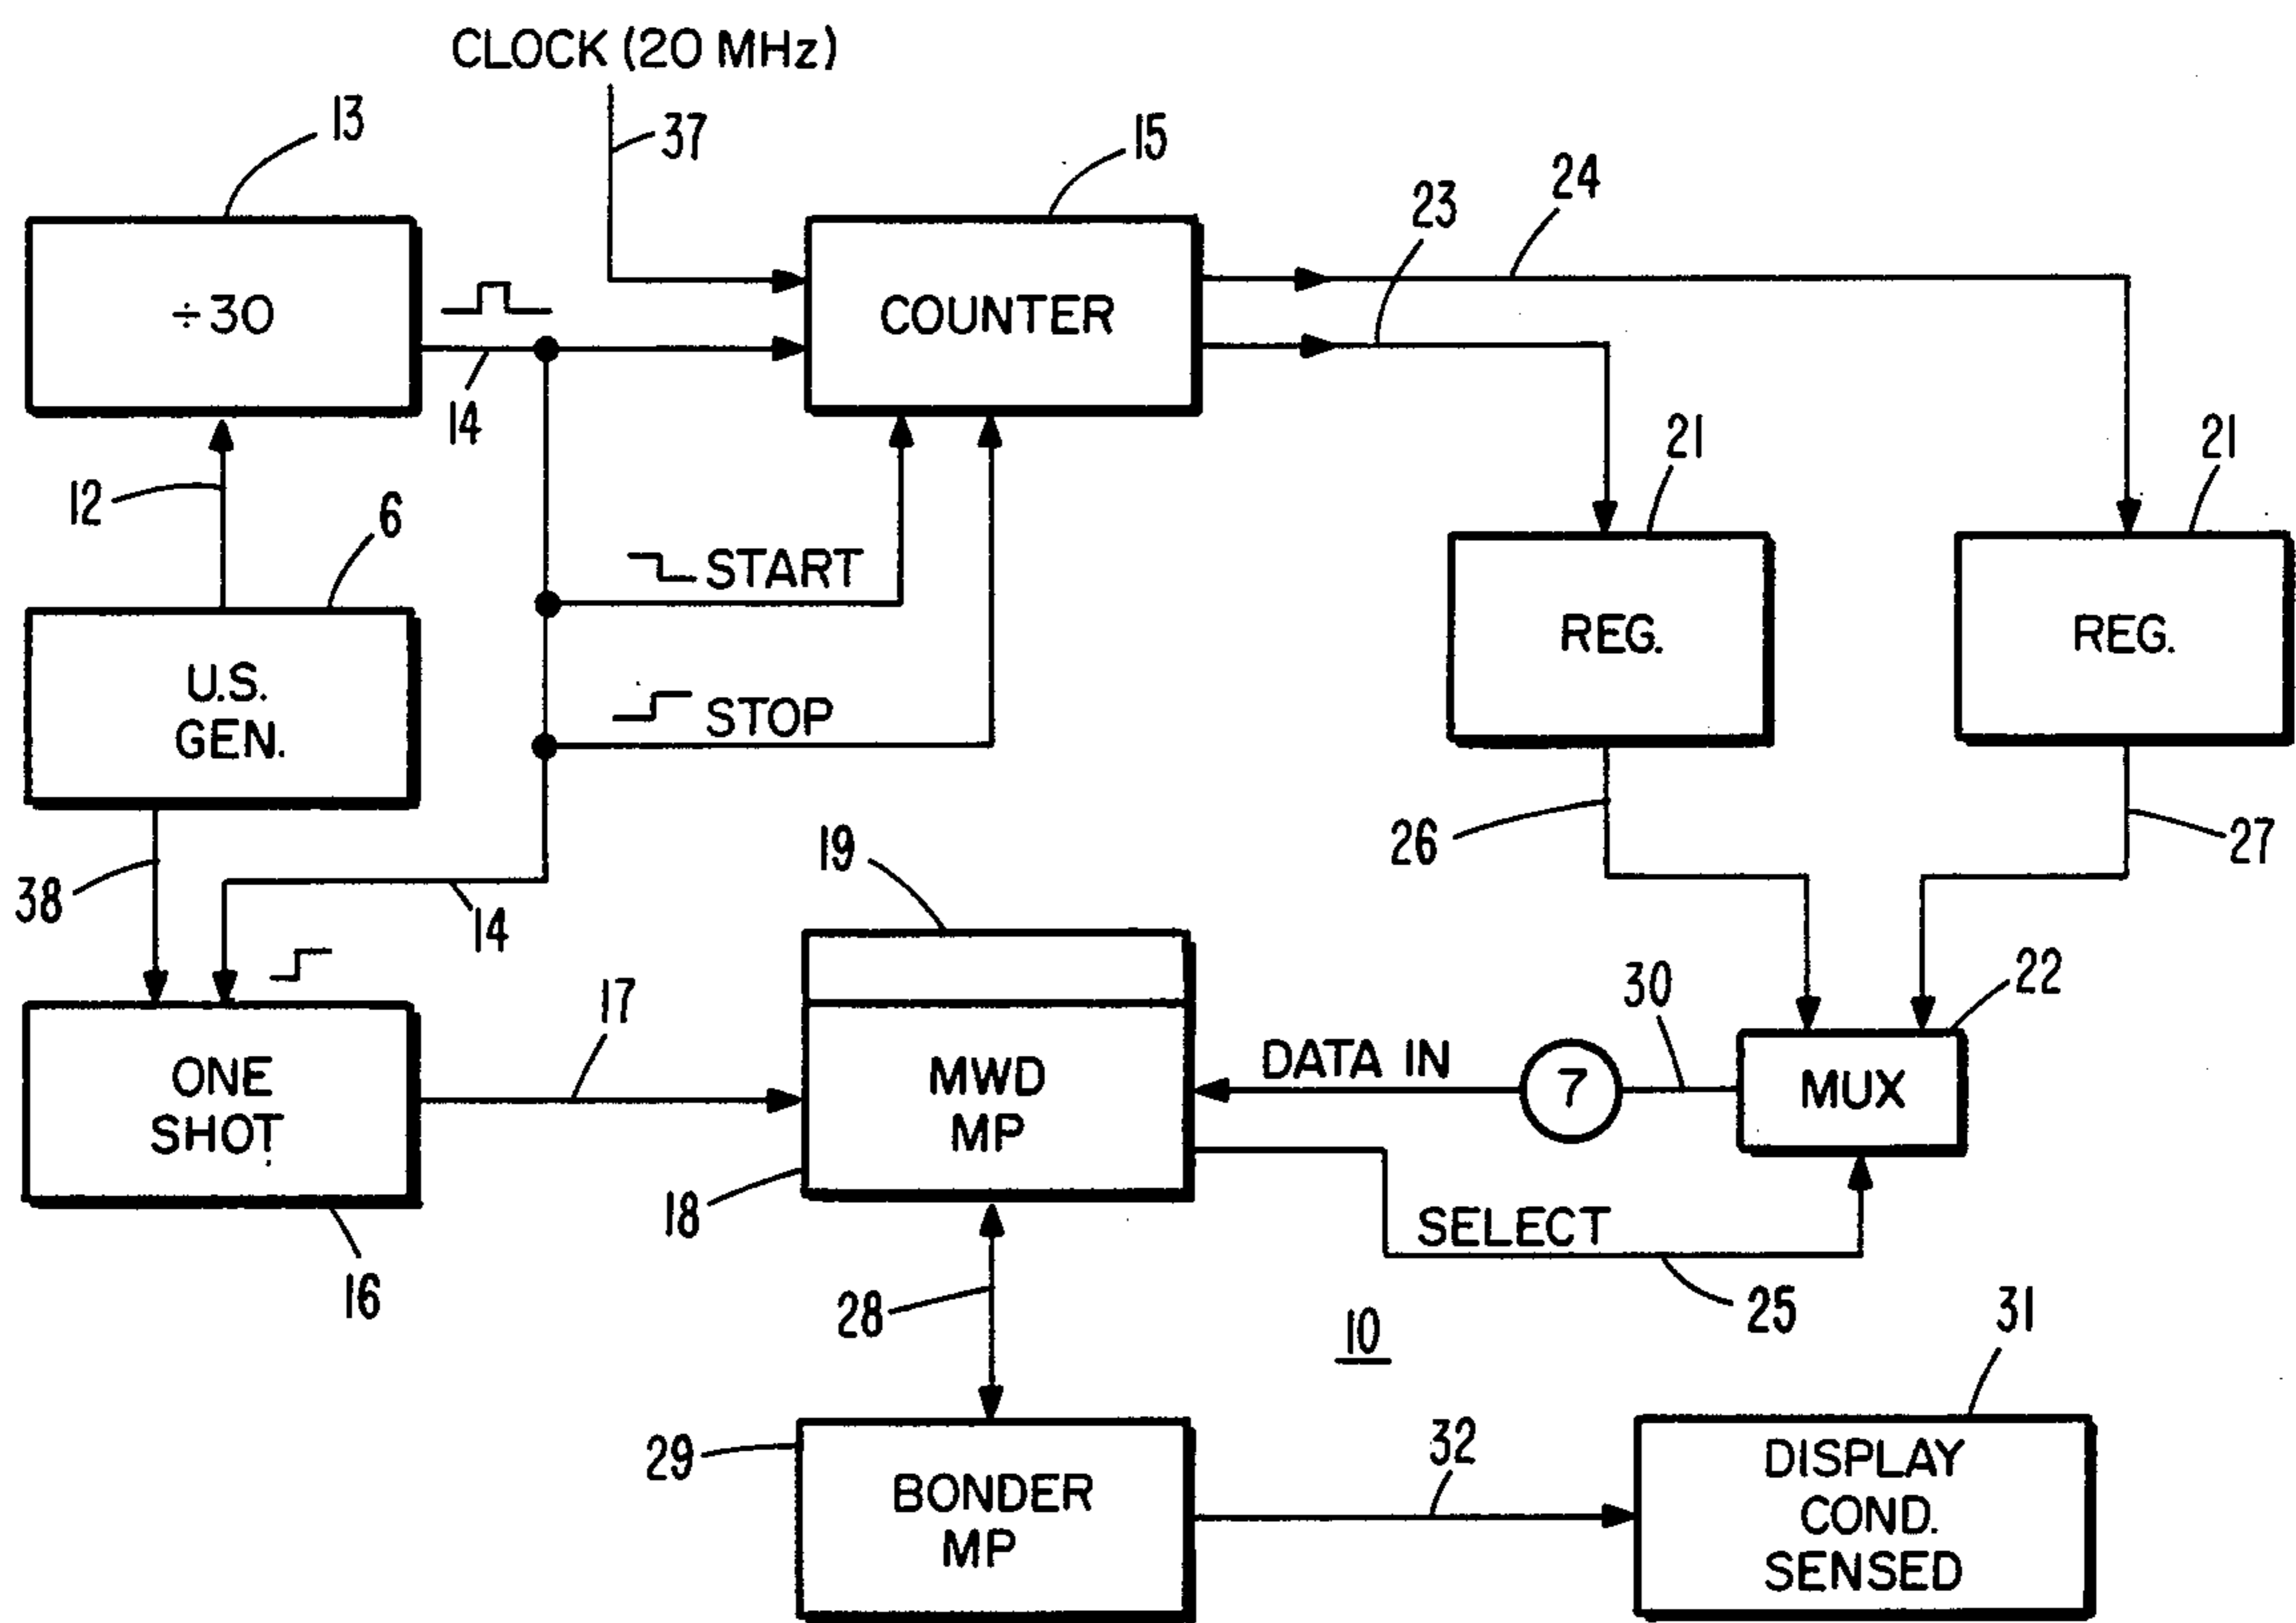 CLOCK (20 MHz)
13
37
15
24
23
÷30
COUNTER
14
21
21
12
6
START
REG.
REG.
U.S.
GEN.
STOP
26
27
19
38
14
22
17
30
ONE
SHOT
MWD
MP
DATA IN
7
MUX
18
SELECT
16
28
25
10
31
29
32
BONDER
MP
DISPLAY
COND.
SENSED